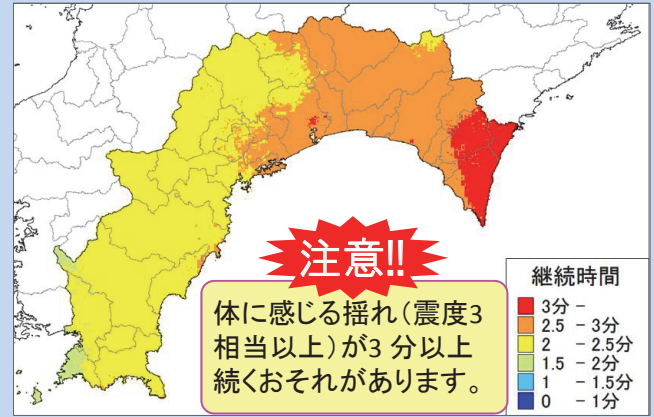 注意!!
体に感じる揺れ（震度3
相当以上）が3 分以上
続くおそれがあります。
継続時間
3分 -
2.5 - 3分
2 - 2.5分
1.5 - 2分
1 - 1.5分
0 - 1分